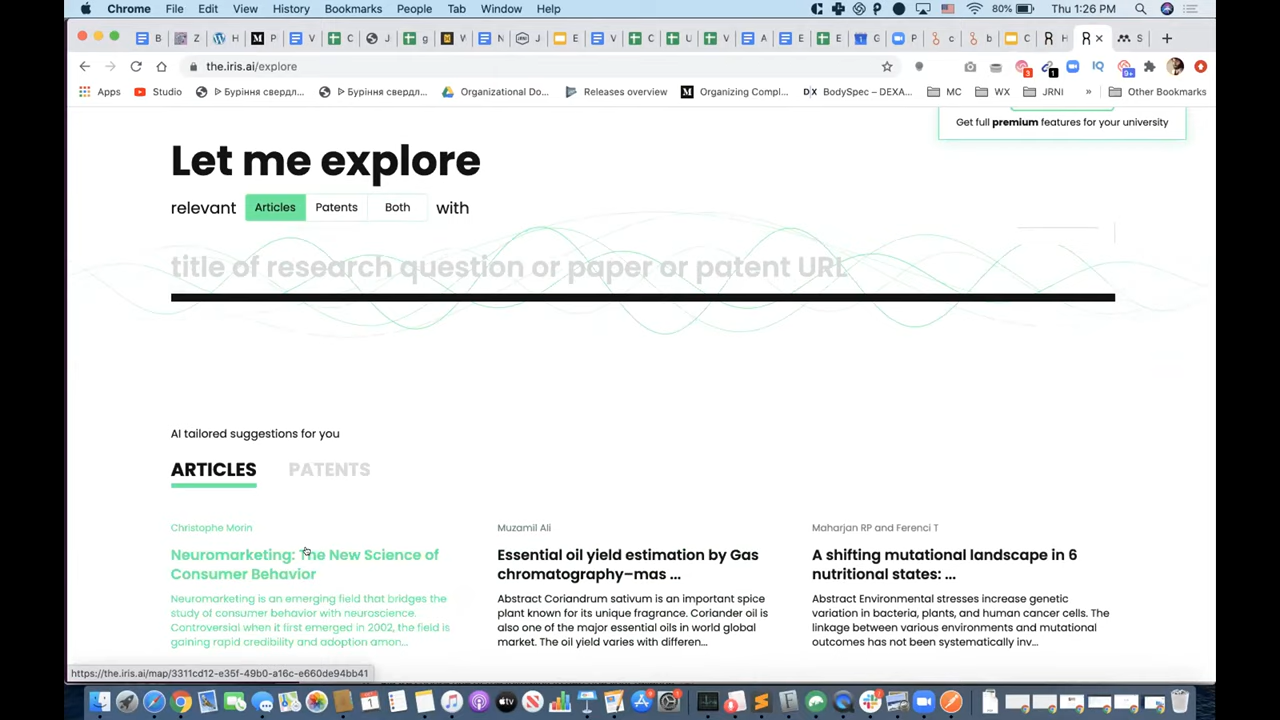 Chrome File Edit View History Bookmarks People Tab Window Help 80% Thu 1:26 PM
the.iris.ai/explore
Apps Studio ᐅ Буріння свердл... ᐅ Буріння свердл... Organizational Do... Releases overview Organizing Compl... BodySpec – DEXA... MC WX JRNI » Other Bookmarks
Get full premium features for your university
Let me explore
relevant Articles Patents Both with
title of research question or paper or patent URL
AI tailored suggestions for you
ARTICLES PATENTS
Christophe Morin
Neuromarketing: The New Science of
Consumer Behavior
Neuromarketing is an emerging field that bridges the
study of consumer behavior with neuroscience.
Controversial when it first emerged in 2002, the field is
gaining rapid credibility and adoption amon...
Muzamil Ali
Essential oil yield estimation by Gas
chromatography–mas ...
Abstract Coriandrum sativum is an important spice
plant known for its unique fragrance. Coriander oil is
also one of the major essential oils in world global
market. The oil yield varies with differen...
Maharjan RP and Ferenci T
A shifting mutational landscape in 6
nutritional states: ...
Abstract Environmental stresses increase genetic
variation in bacteria, plants, and human cancer cells. The
linkage between various environments and mutational
outcomes has not been systematically inv...
https://the.iris.ai/map/3311cd12-e35f-49b0-a16c-e660de94bb41